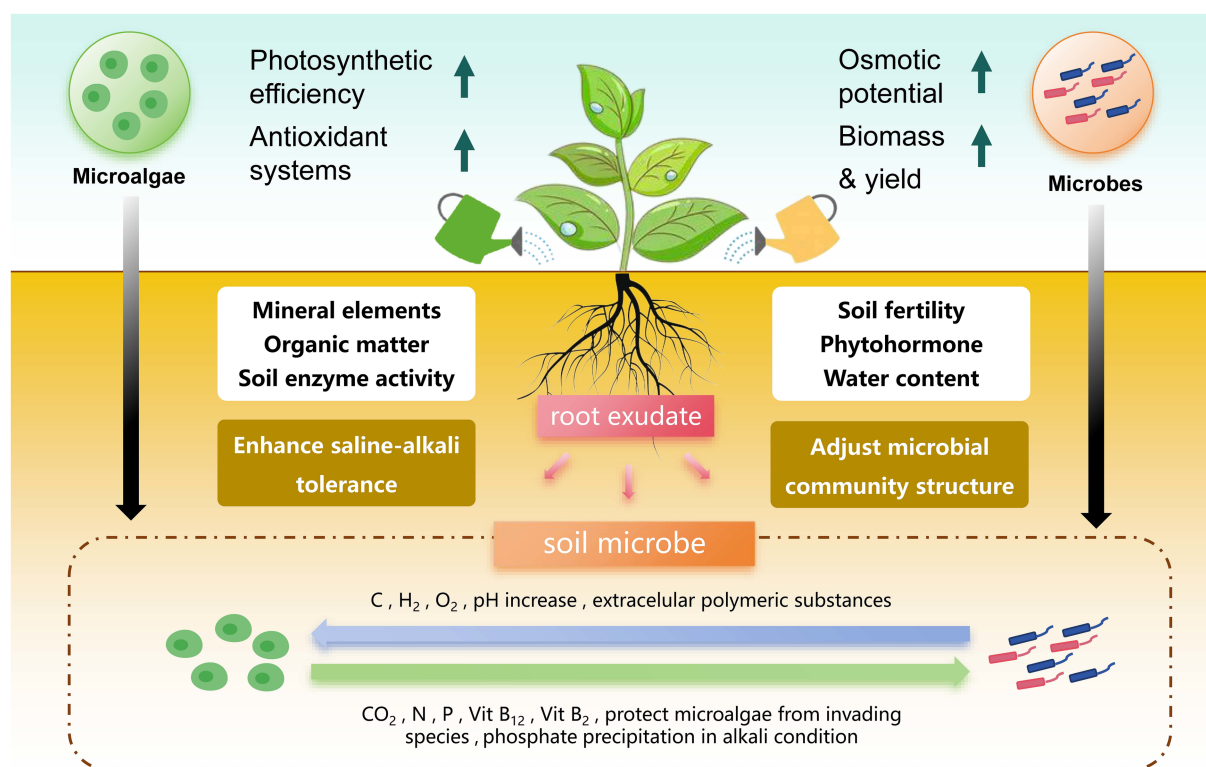 Photosynthetic
efficiency
Antioxidant
systems
Microalgae
Osmotic
potential
Biomass
& yield
Microbes
Mineral elements
Organic matter
Soil enzyme activity
Soil fertility
Phytohormone
Water content
root exudate
Enhance saline-alkali
tolerance
Adjust microbial
community structure
soil microbe
C , H₂ , O₂ , pH increase , extracelular polymeric substances
CO₂ , N , P , Vit B₁₂ , Vit B₂ , protect microalgae from invading
species , phosphate precipitation in alkali condition